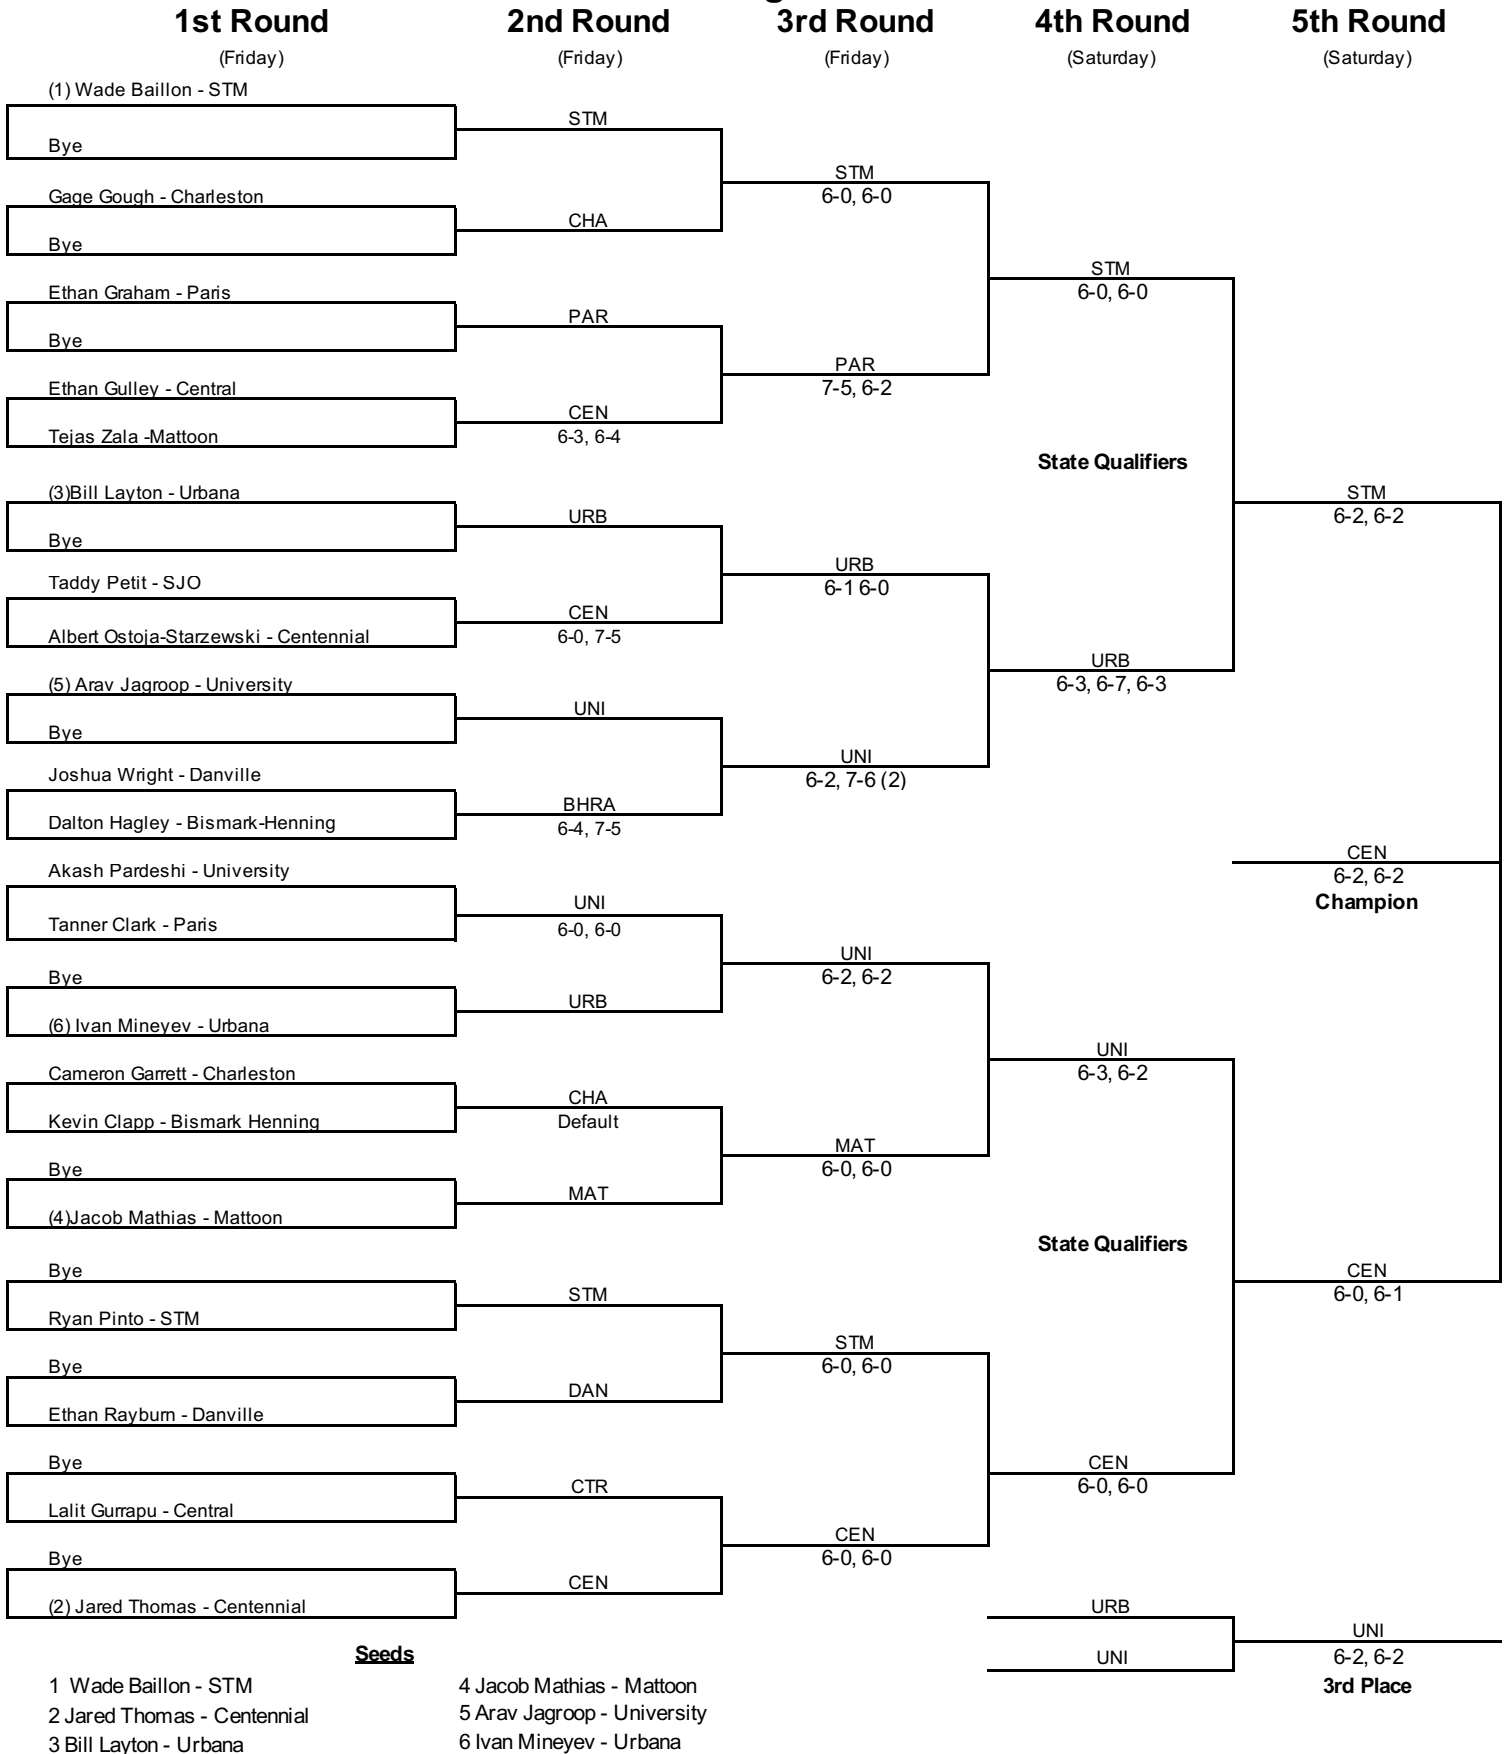 1st Round 2nd Round 3rd Round 4th Round 5th Round
(Friday) (Friday) (Friday) (Saturday) (Saturday)
(1) Wade Baillon - STM
STM
Bye
STM
6-0, 6-0
Gage Gough - Charleston
CHA
Bye
STM
6-0, 6-0
Ethan Graham - Paris
PAR
Bye
PAR
7-5, 6-2
Ethan Gulley - Central
CEN
6-3, 6-4
Tejas Zala -Mattoon
State Qualifiers
(3)Bill Layton - Urbana
STM
6-2, 6-2
URB
Bye
URB
6-1 6-0
Taddy Petit - SJO
CEN
6-0, 7-5
Albert Ostoja-Starzewski - Centennial
URB
6-3, 6-7, 6-3
(5) Arav Jagroop - University
UNI
Bye
UNI
6-2, 7-6 (2)
Joshua Wright - Danville
BHRA
6-4, 7-5
Dalton Hagley - Bismark-Henning
CEN
6-2, 6-2
Champion
Akash Pardeshi - University
UNI
6-0, 6-0
Tanner Clark - Paris
UNI
6-2, 6-2
Bye
URB
(6) Ivan Mineyev - Urbana
UNI
6-3, 6-2
Cameron Garrett - Charleston
CHA
Default
Kevin Clapp - Bismark Henning
MAT
6-0, 6-0
Bye
MAT
(4)Jacob Mathias - Mattoon
State Qualifiers
Bye
CEN
6-0, 6-1
STM
Ryan Pinto - STM
STM
6-0, 6-0
Bye
DAN
Ethan Rayburn - Danville
Bye
CEN
6-0, 6-0
CTR
Lalit Gurrapu - Central
CEN
6-0, 6-0
Bye
CEN
(2) Jared Thomas - Centennial
URB
UNI
6-2, 6-2
3rd Place
UNI
Seeds
1 Wade Baillon - STM
4 Jacob Mathias - Mattoon
2 Jared Thomas - Centennial
5 Arav Jagroop - University
3 Bill Layton - Urbana
6 Ivan Mineyev - Urbana